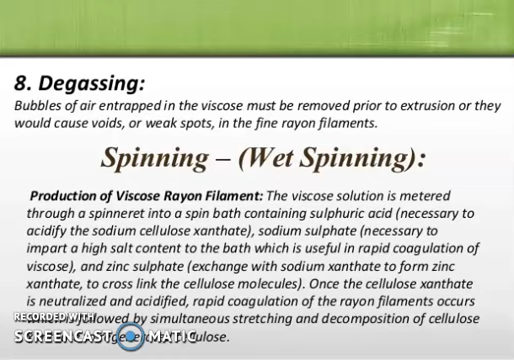 8. Degassing:
Bubbles of air entrapped in the viscose must be removed prior to extrusion or they
would cause voids, or weak spots, in the fine rayon filaments.
Spinning – (Wet Spinning):
Production of Viscose Rayon Filament: The viscose solution is metered
through a spinneret into a spin bath containing sulphuric acid (necessary to
acidify the sodium cellulose xanthate), sodium sulphate (necessary to
impart a high salt content to the bath which is useful in rapid coagulation of
viscose), and zinc sulphate (exchange with sodium xanthate to form zinc
xanthate, to cross link the cellulose molecules). Once the cellulose xanthate
is neutralized and acidified, rapid coagulation of the rayon filaments occurs
followed by simultaneous stretching and decomposition of cellulose
cellulose.
RECORDED WITH
SCREENCAST MATIC